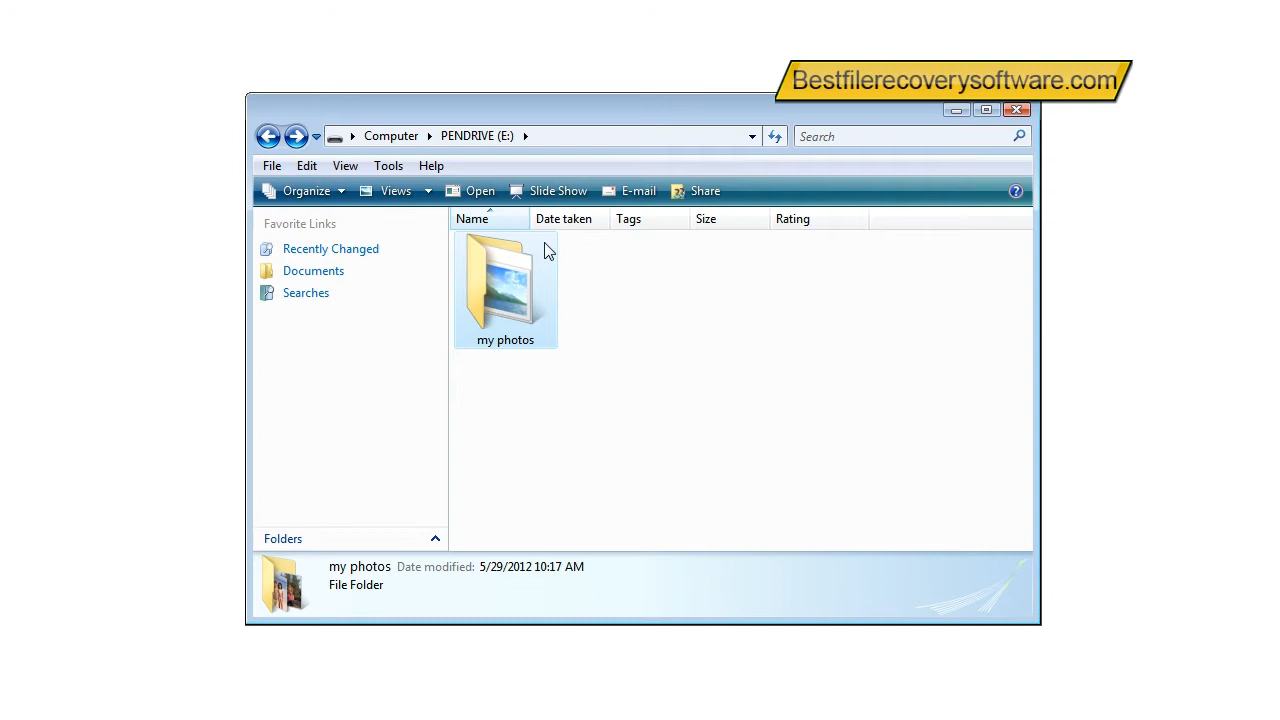 Bestfilerecoverysoftware.com
Computer PENDRIVE (E:) Search
File Edit View Tools Help
Organize Views Open Slide Show E-mail Share
Favorite Links
Recently Changed
Documents
Searches
Name Date taken Tags Size Rating
my photos
Folders
my photos Date modified: 5/29/2012 10:17 AM
File Folder